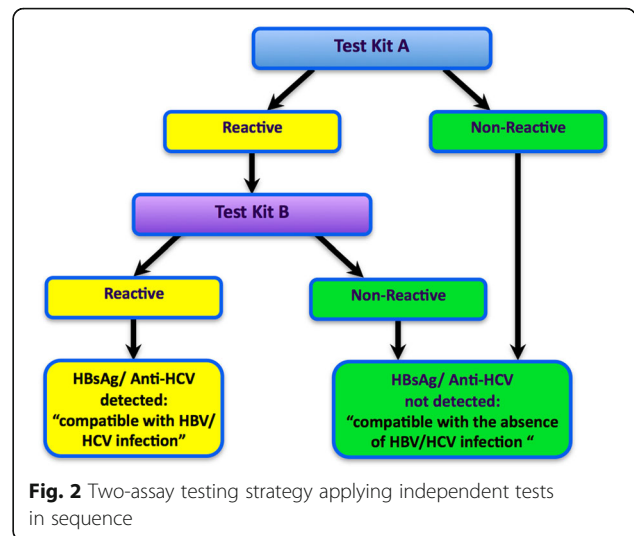 Test Kit A
Reactive
Non-Reactive
Test Kit B
Reactive
Non-Reactive
HBsAg/ Anti-HCV
detected:
“compatible with HBV/
HCV infection”
HBsAg/ Anti-HCV
not detected:
“compatible with the absence
of HBV/HCV infection “
Fig. 2 Two-assay testing strategy applying independent tests
in sequence